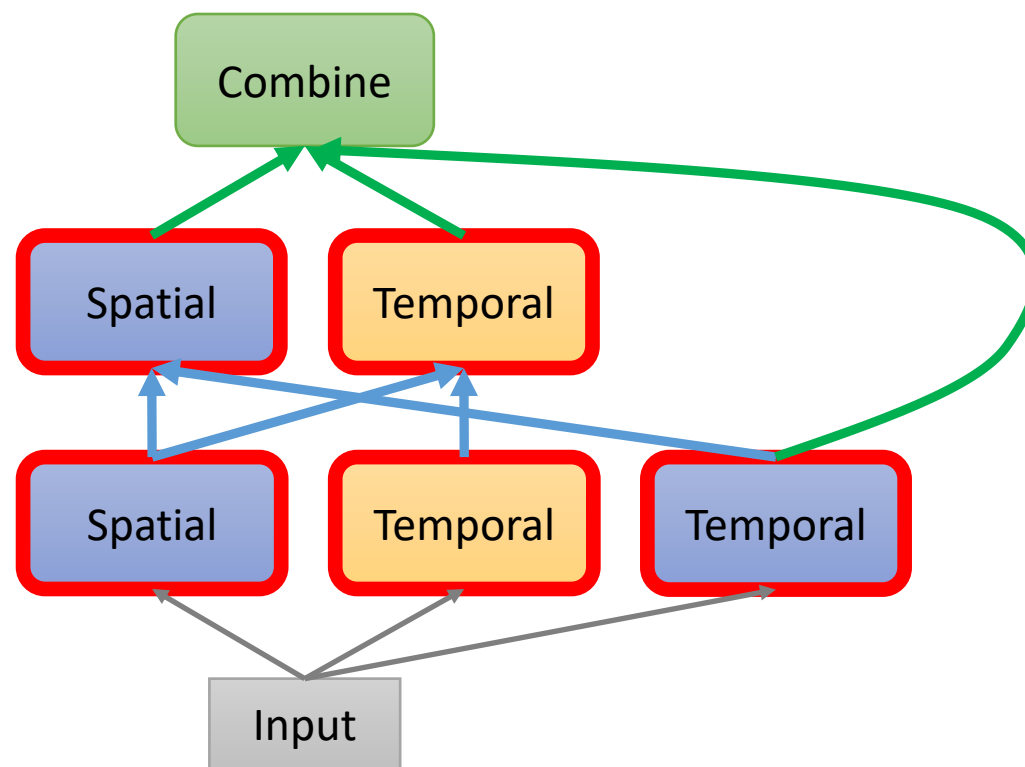 Combine
Spatial
Temporal
Spatial
Temporal
Temporal
Input